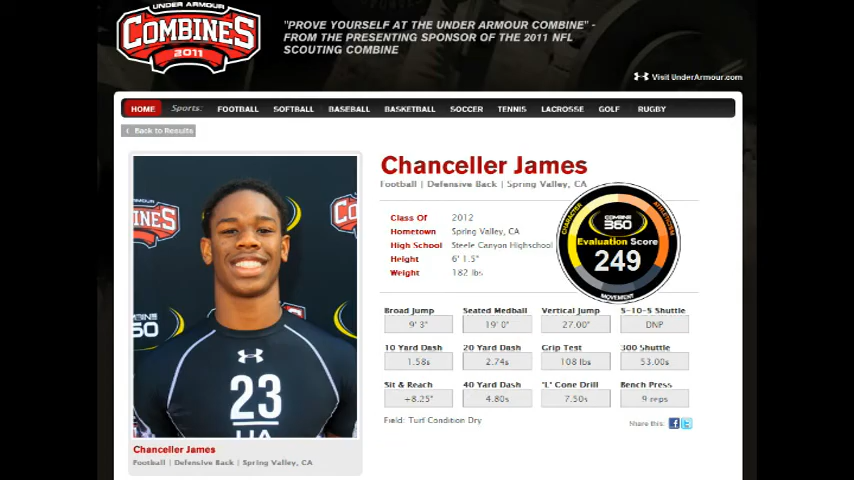 UNDER ARMOUR
COMBINES
2011
"PROVE YOURSELF AT THE UNDER ARMOUR COMBINE" -
FROM THE PRESENTING SPONSOR OF THE 2011 NFL
SCOUTING COMBINE
Visit UnderArmour.com
HOME Sports: FOOTBALL SOFTBALL BASEBALL BASKETBALL SOCCER TENNIS LACROSSE GOLF RUGBY
Back to Results
Chanceller James
Football | Defensive Back | Spring Valley, CA
Class Of 2012
Hometown Spring Valley, CA
High School Steele Canyon Highschool
Height 6' 1.5"
Weight 182 lbs
CHARACTER
ATHLETICISM
COMBINE
360
Evaluation Score
249
MOVEMENT
Broad Jump Seated Medball Vertical Jump 5-10-5 Shuttle
9' 3" 19' 0" 27.00" DNP
10 Yard Dash 20 Yard Dash Grip Test 300 Shuttle
1.58s 2.74s 108 lbs 53.00s
Sit & Reach 40 Yard Dash "L" Cone Drill Bench Press
+8.25" 4.80s 7.50s 9 reps
Field: Turf Condition Dry
Share this:
23
UA
Chanceller James
Football | Defensive Back | Spring Valley, CA